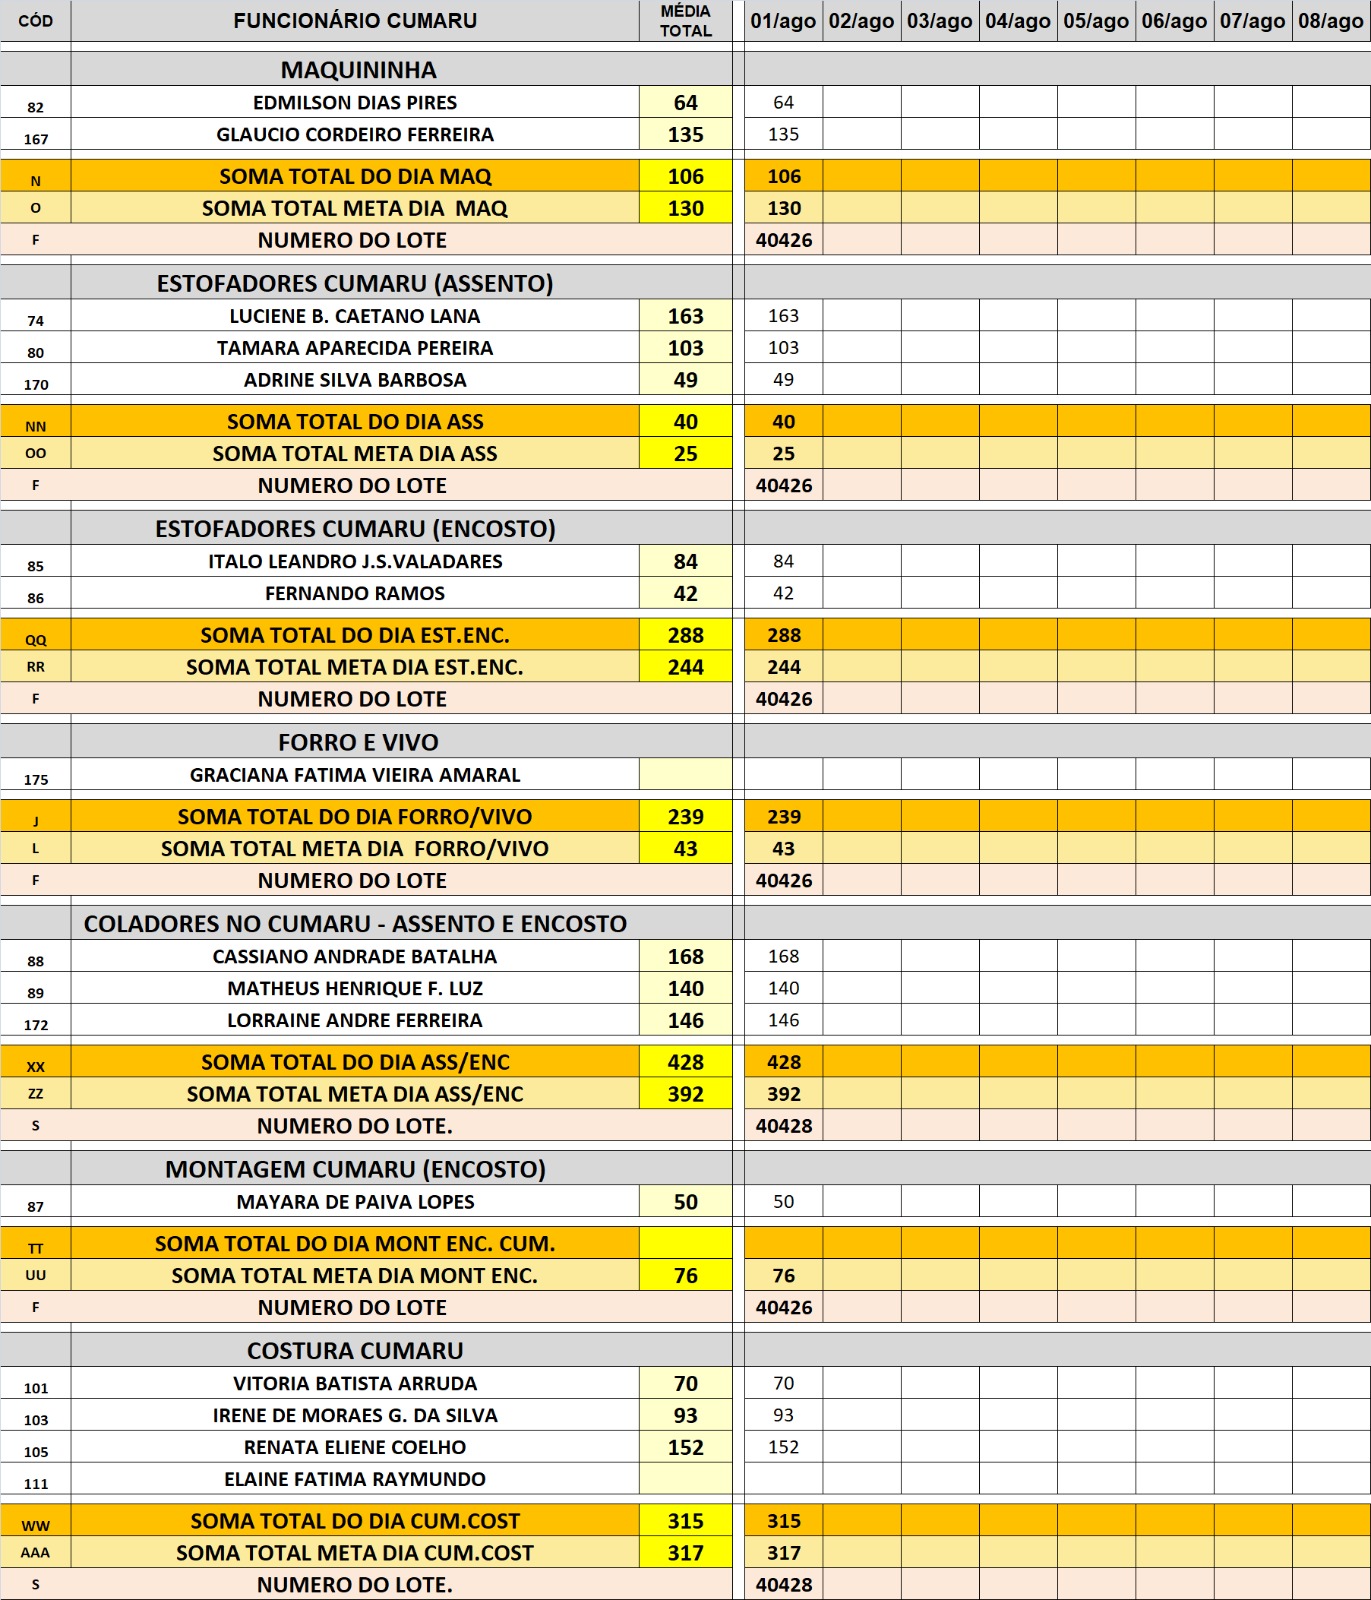 CÓD FUNCIONÁRIO CUMARU MÉDIA TOTAL 01/ago 02/ago 03/ago 04/ago 05/ago 06/ago 07/ago 08/ago
MAQUININHA
82 EDMILSON DIAS PIRES 64 64
167 GLAUCIO CORDEIRO FERREIRA 135 135
N SOMA TOTAL DO DIA MAQ 106 106
O SOMA TOTAL META DIA MAQ 130 130
F NUMERO DO LOTE 40426
ESTOFADORES CUMARU (ASSENTO)
74 LUCIENE B. CAETANO LANA 163 163
80 TAMARA APARECIDA PEREIRA 103 103
170 ADRINE SILVA BARBOSA 49 49
NN SOMA TOTAL DO DIA ASS 40 40
OO SOMA TOTAL META DIA ASS 25 25
F NUMERO DO LOTE 40426
ESTOFADORES CUMARU (ENCOSTO)
85 ITALO LEANDRO J.S.VALADARES 84 84
86 FERNANDO RAMOS 42 42
QQ SOMA TOTAL DO DIA EST.ENC. 288 288
RR SOMA TOTAL META DIA EST.ENC. 244 244
F NUMERO DO LOTE 40426
FORRO E VIVO
175 GRACIANA FATIMA VIEIRA AMARAL
J SOMA TOTAL DO DIA FORRO/VIVO 239 239
L SOMA TOTAL META DIA FORRO/VIVO 43 43
F NUMERO DO LOTE 40426
COLADORES NO CUMARU - ASSENTO E ENCOSTO
88 CASSIANO ANDRADE BATALHA 168 168
89 MATHEUS HENRIQUE F. LUZ 140 140
172 LORRAINE ANDRE FERREIRA 146 146
XX SOMA TOTAL DO DIA ASS/ENC 428 428
ZZ SOMA TOTAL META DIA ASS/ENC 392 392
S NUMERO DO LOTE. 40428
MONTAGEM CUMARU (ENCOSTO)
87 MAYARA DE PAIVA LOPES 50 50
TT SOMA TOTAL DO DIA MONT ENC. CUM.
UU SOMA TOTAL META DIA MONT ENC. 76 76
F NUMERO DO LOTE 40426
COSTURA CUMARU
101 VITORIA BATISTA ARRUDA 70 70
103 IRENE DE MORAES G. DA SILVA 93 93
105 RENATA ELIENE COELHO 152 152
111 ELAINE FATIMA RAYMUNDO
WW SOMA TOTAL DO DIA CUM.COST 315 315
AAA SOMA TOTAL META DIA CUM.COST 317 317
S NUMERO DO LOTE. 40428